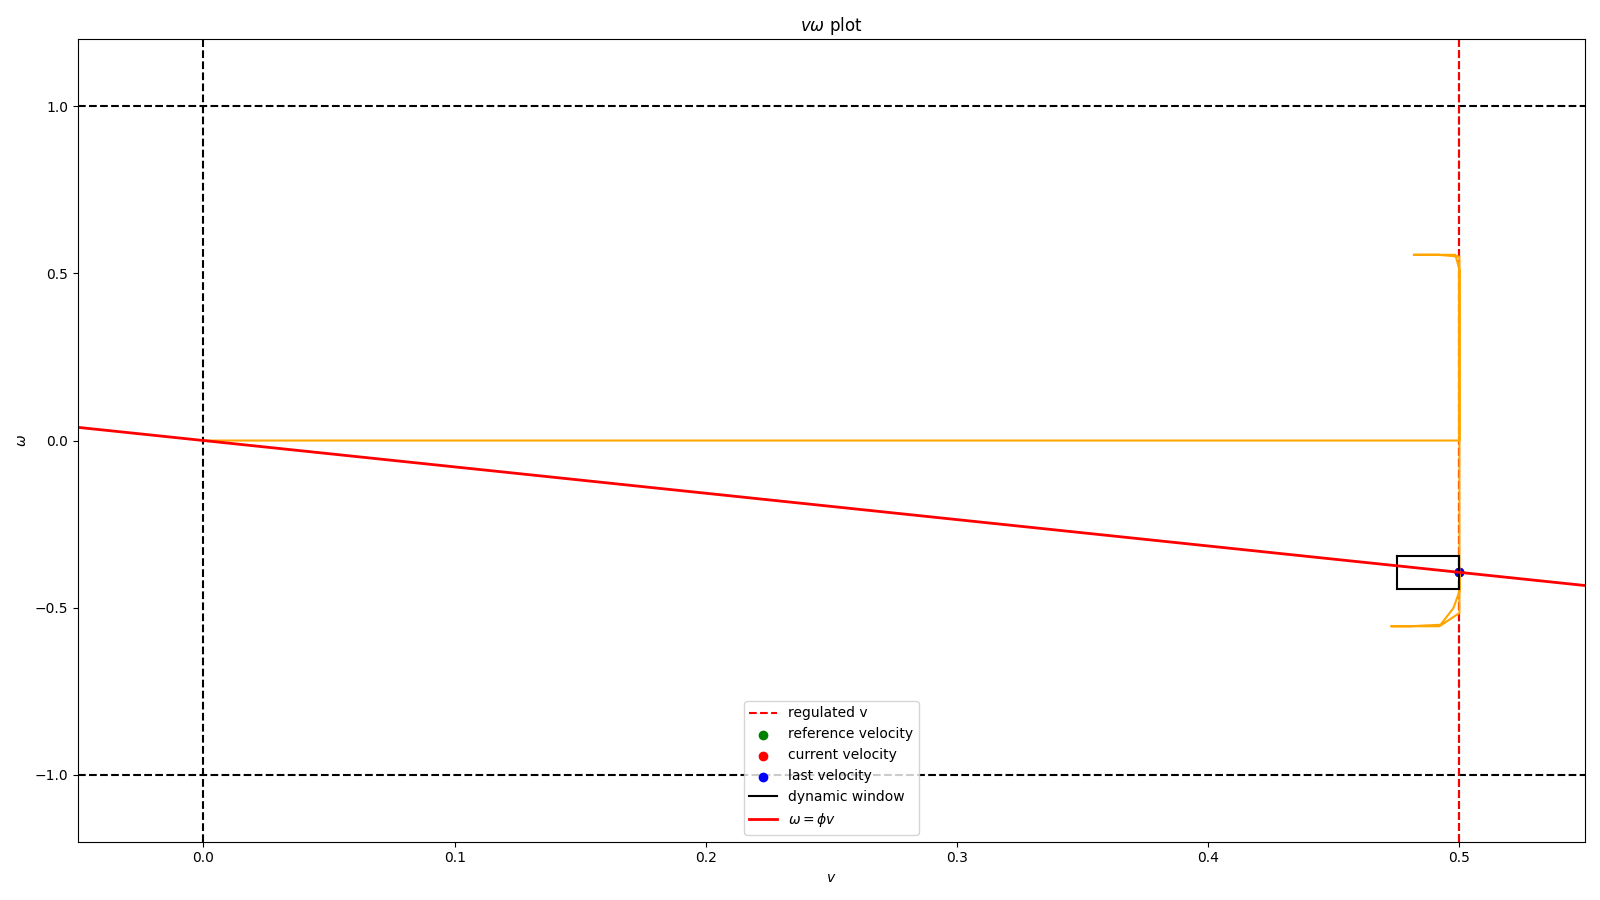 vω plot
1.0
0.5
0.0
−0.5
−1.0
ω
0.0 0.1 0.2 0.3 0.4 0.5
v
regulated v
reference velocity
current velocity
last velocity
dynamic window
ω = ϕv